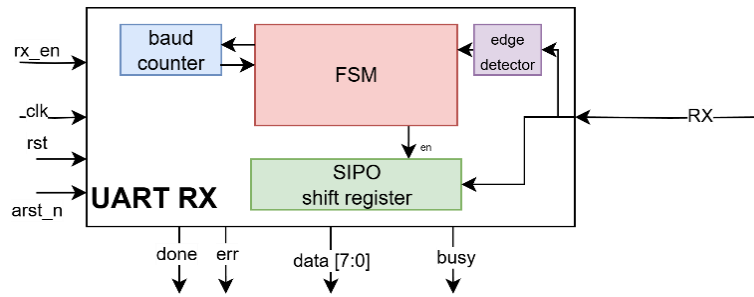 rx_en
baud
counter
FSM
edge
detector
clk
RX
rst
en
SIPO
shift register
arst_n
UART RX
done
err
data [7:0]
busy